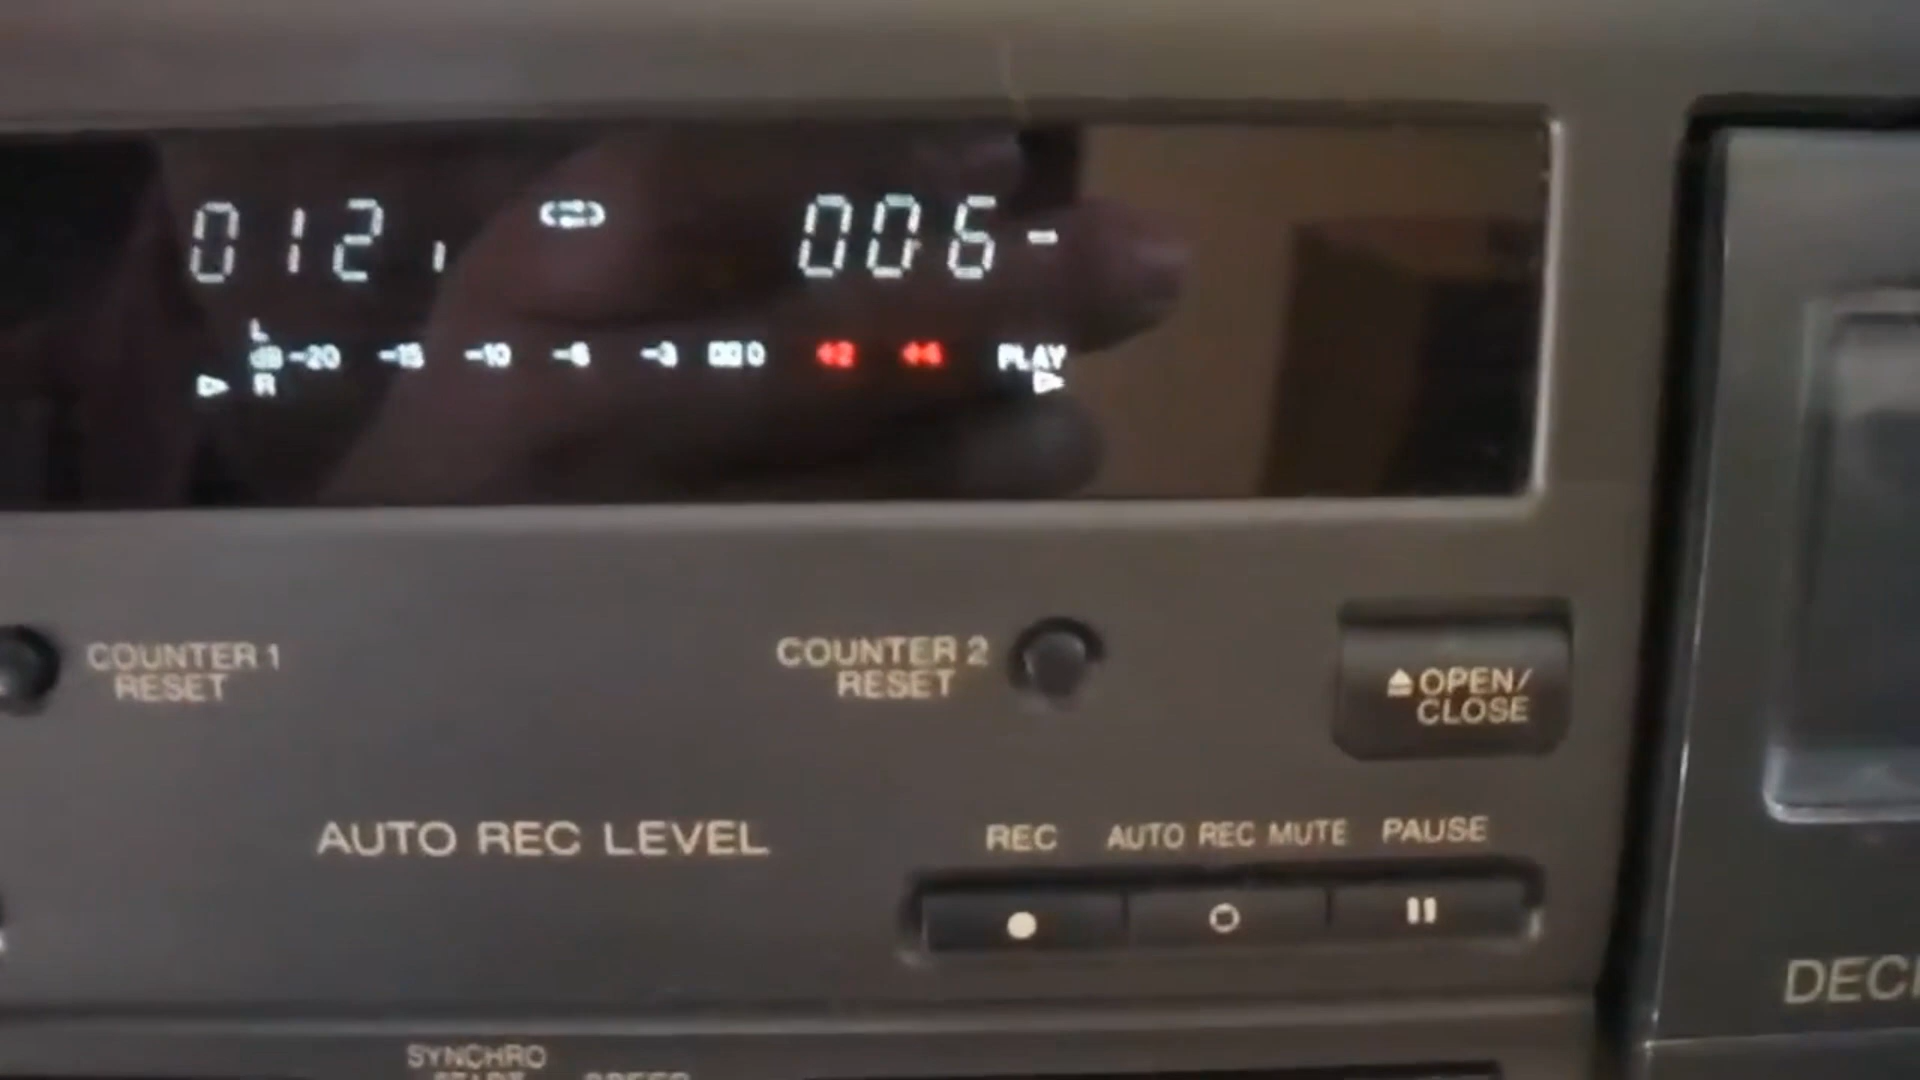 012 006-
L
dB -20 -15 -10 -6 -3 0 +2 +4 PLAY
R
COUNTER 1
RESET
COUNTER 2
RESET
OPEN/
CLOSE
AUTO REC LEVEL
REC AUTO REC MUTE PAUSE
SYNCHRO